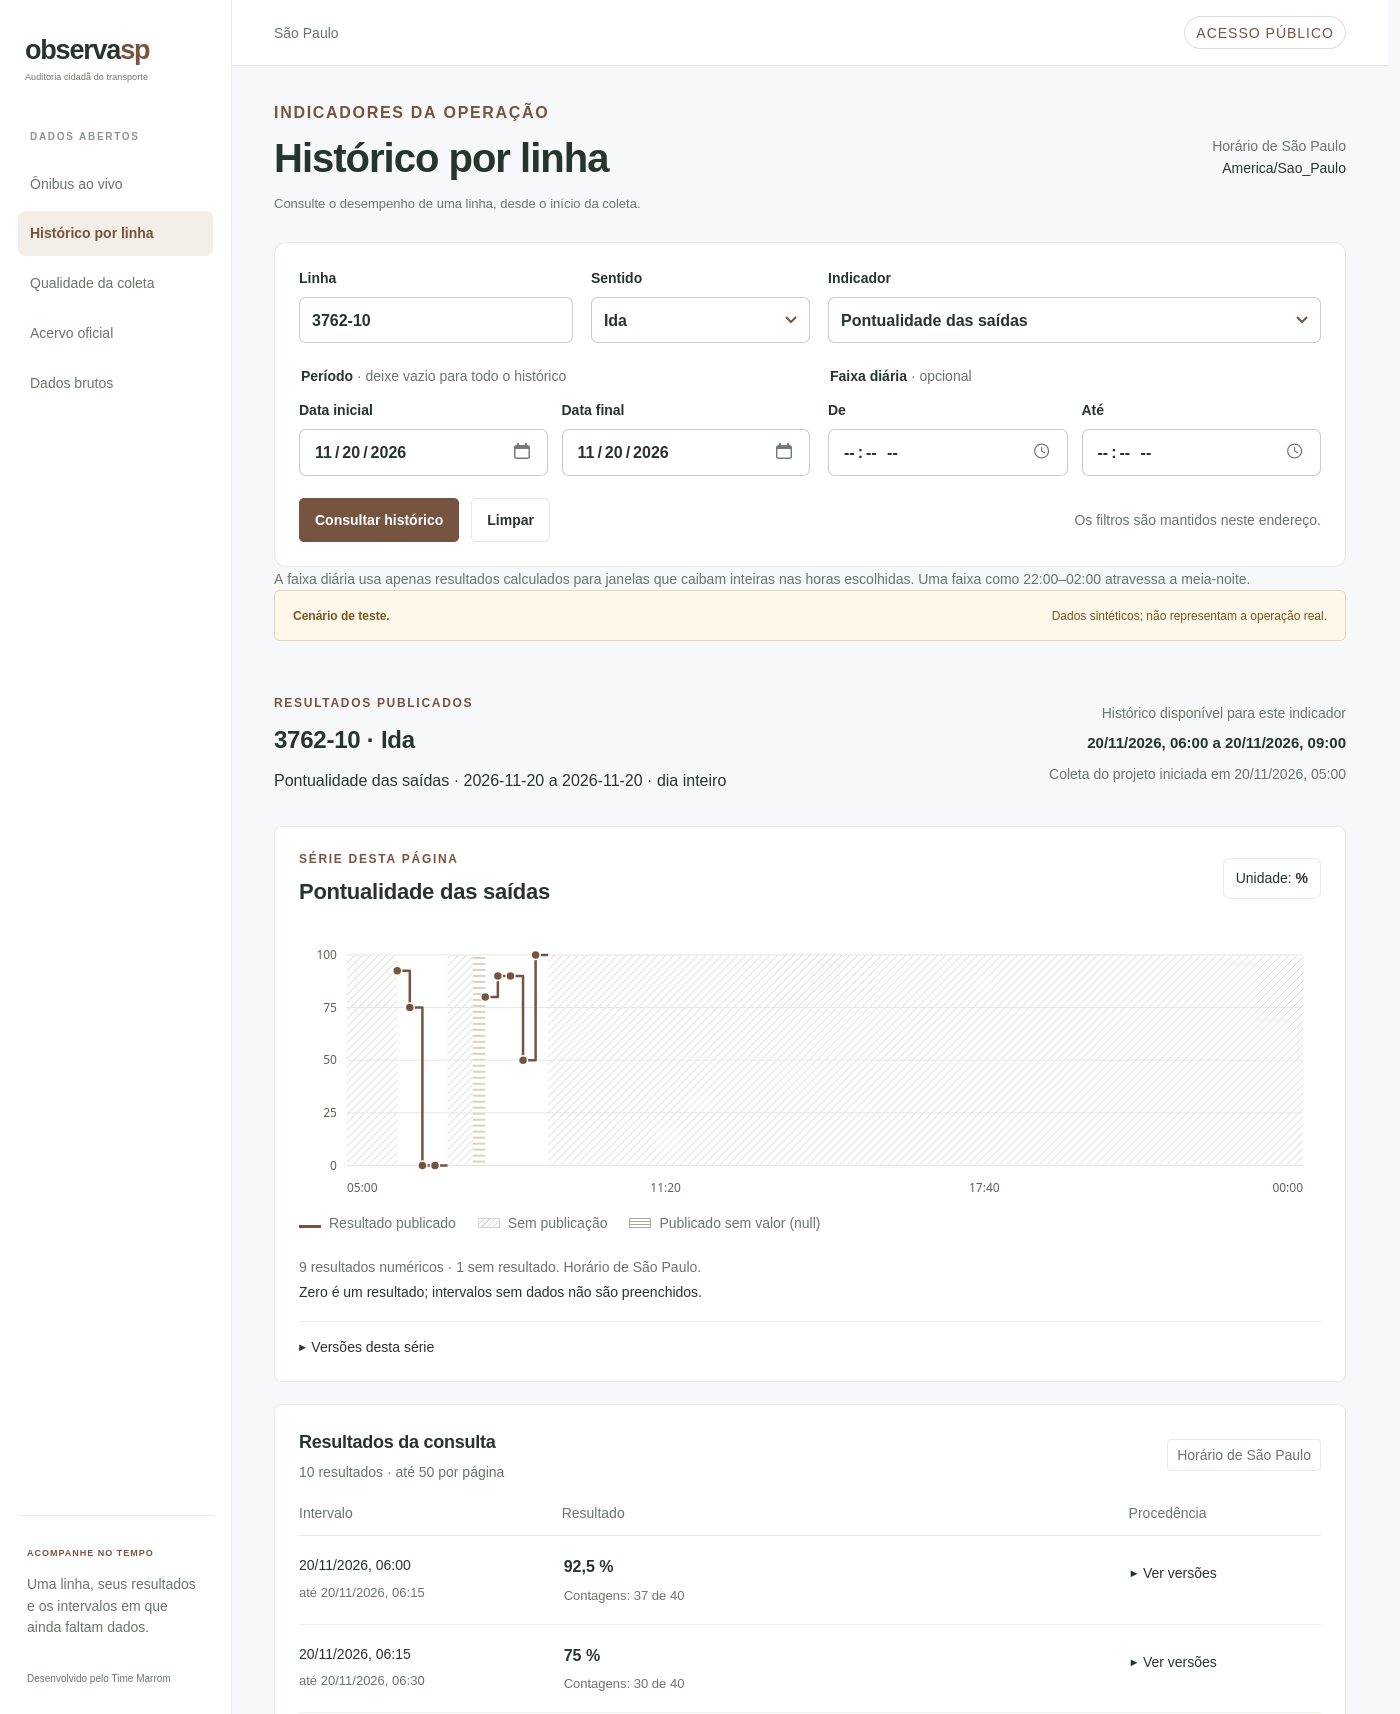 observasp
Auditoria cidadã do transporte
DADOS ABERTOS
Ônibus ao vivo
Histórico por linha
Qualidade da coleta
Acervo oficial
Dados brutos
ACOMPANHE NO TEMPO
Uma linha, seus resultados
e os intervalos em que
ainda faltam dados.
Desenvolvido pelo Time Marrom
São Paulo
ACESSO PÚBLICO
INDICADORES DA OPERAÇÃO
Histórico por linha
Horário de São Paulo
America/Sao_Paulo
Consulte o desempenho de uma linha, desde o início da coleta.
Linha Sentido Indicador
3762-10 Ida Pontualidade das saídas
Período · deixe vazio para todo o histórico Faixa diária · opcional
Data inicial Data final De Até
11/20/2026 11/20/2026 --:-- -- --:-- --
Consultar histórico Limpar Os filtros são mantidos neste endereço.
A faixa diária usa apenas resultados calculados para janelas que caibam inteiras nas horas escolhidas. Uma faixa como 22:00–02:00 atravessa a meia-noite.
Cenário de teste. Dados sintéticos; não representam a operação real.
RESULTADOS PUBLICADOS
3762-10 · Ida
Pontualidade das saídas · 2026-11-20 a 2026-11-20 · dia inteiro
Histórico disponível para este indicador
20/11/2026, 06:00 a 20/11/2026, 09:00
Coleta do projeto iniciada em 20/11/2026, 05:00
SÉRIE DESTA PÁGINA
Pontualidade das saídas
Unidade: %
100
75
50
25
0
05:00 11:20 17:40 00:00
Resultado publicado Sem publicação Publicado sem valor (null)
9 resultados numéricos · 1 sem resultado. Horário de São Paulo.
Zero é um resultado; intervalos sem dados não são preenchidos.
▸ Versões desta série
Resultados da consulta
10 resultados · até 50 por página
Horário de São Paulo
Intervalo Resultado Procedência
20/11/2026, 06:00 92,5 % ▸ Ver versões
até 20/11/2026, 06:15 Contagens: 37 de 40
20/11/2026, 06:15 75 % ▸ Ver versões
até 20/11/2026, 06:30 Contagens: 30 de 40